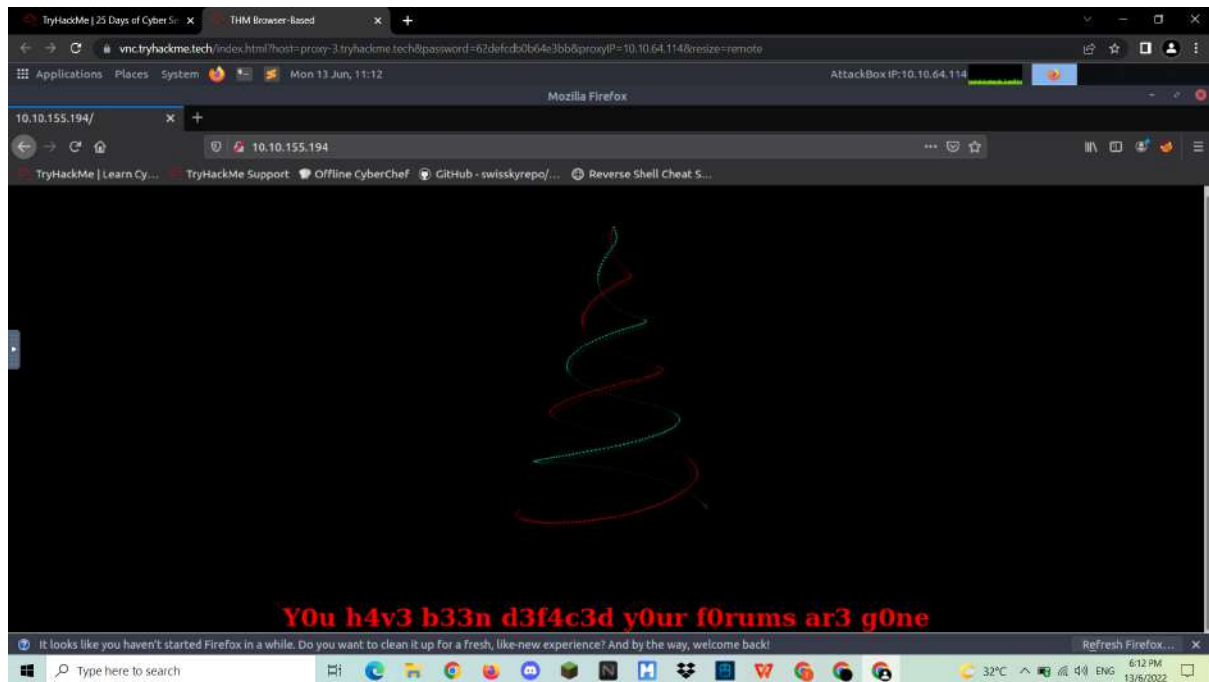 TryHackMe | 25 Days of Cyber Se
THM Browser-Based
vnc.tryhackme.tech/index.html?host=proxy-3.tryhackme.tech&password=62defcdb0b64e3bb&proxyIP=10.10.64.114&resize=remote
Applications Places System Mon 13 Jun, 11:12 AttackBox IP:10.10.64.114
Mozilla Firefox
10.10.155.194/
10.10.155.194
TryHackMe | Learn Cy... TryHackMe Support Offline CyberChef GitHub - swisskyrepo/... Reverse Shell Cheat S...
Y0u h4v3 b33n d3f4c3d y0ur f0rums ar3 g0ne
It looks like you haven't started Firefox in a while. Do you want to clean it up for a fresh, like-new experience? And by the way, welcome back! Refresh Firefox...
Type here to search 32°C ENG 6:12 PM
13/6/2022